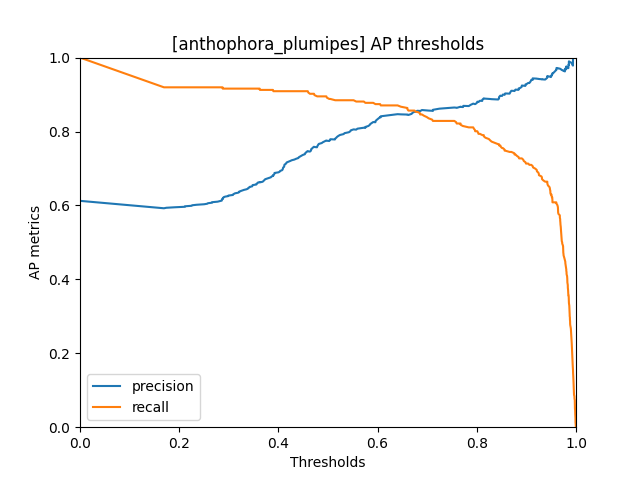 [anthophora_plumipes] AP thresholds
1.0
0.8
0.6
0.4
0.2
0.0
AP metrics
precision
recall
0.0 0.2 0.4 0.6 0.8 1.0
Thresholds